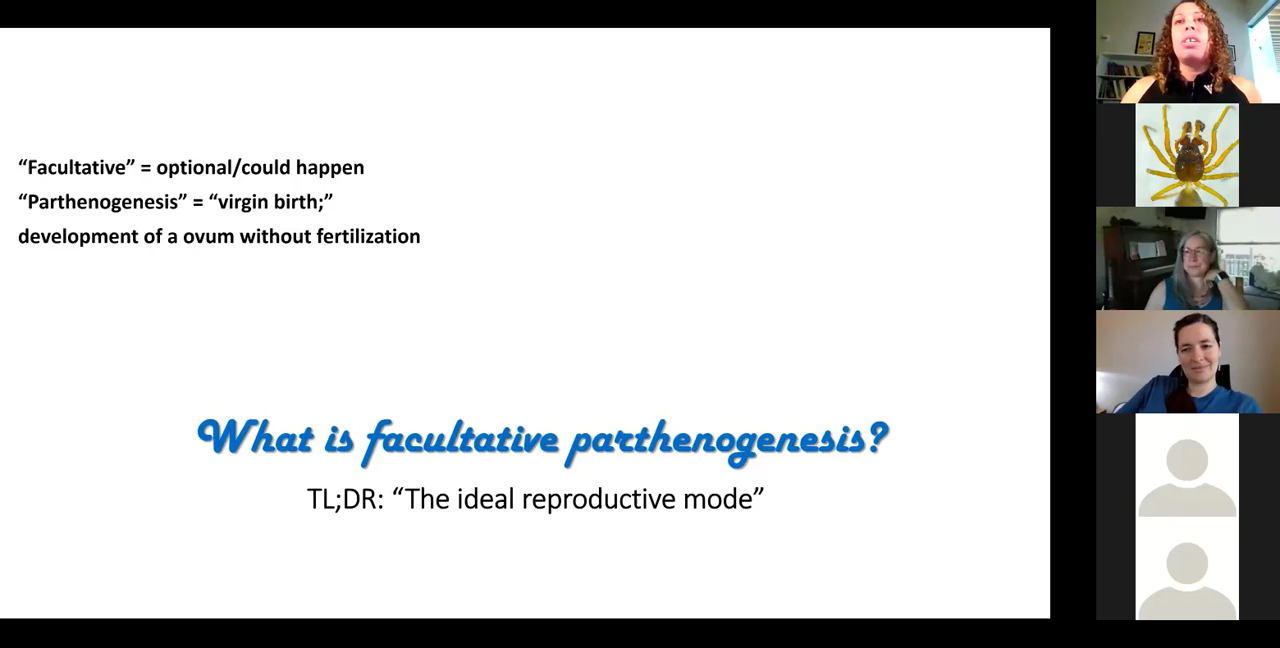 “Facultative” = optional/could happen
“Parthenogenesis” = “virgin birth;”
development of a ovum without fertilization
What is facultative parthenogenesis?
TL;DR: “The ideal reproductive mode”